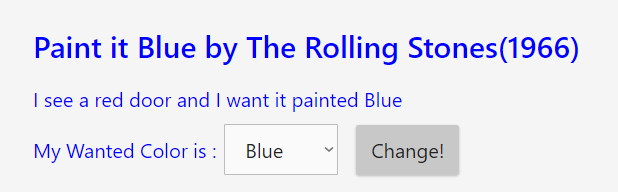 Paint it Blue by The Rolling Stones(1966)
I see a red door and I want it painted Blue
My Wanted Color is : Blue Change!